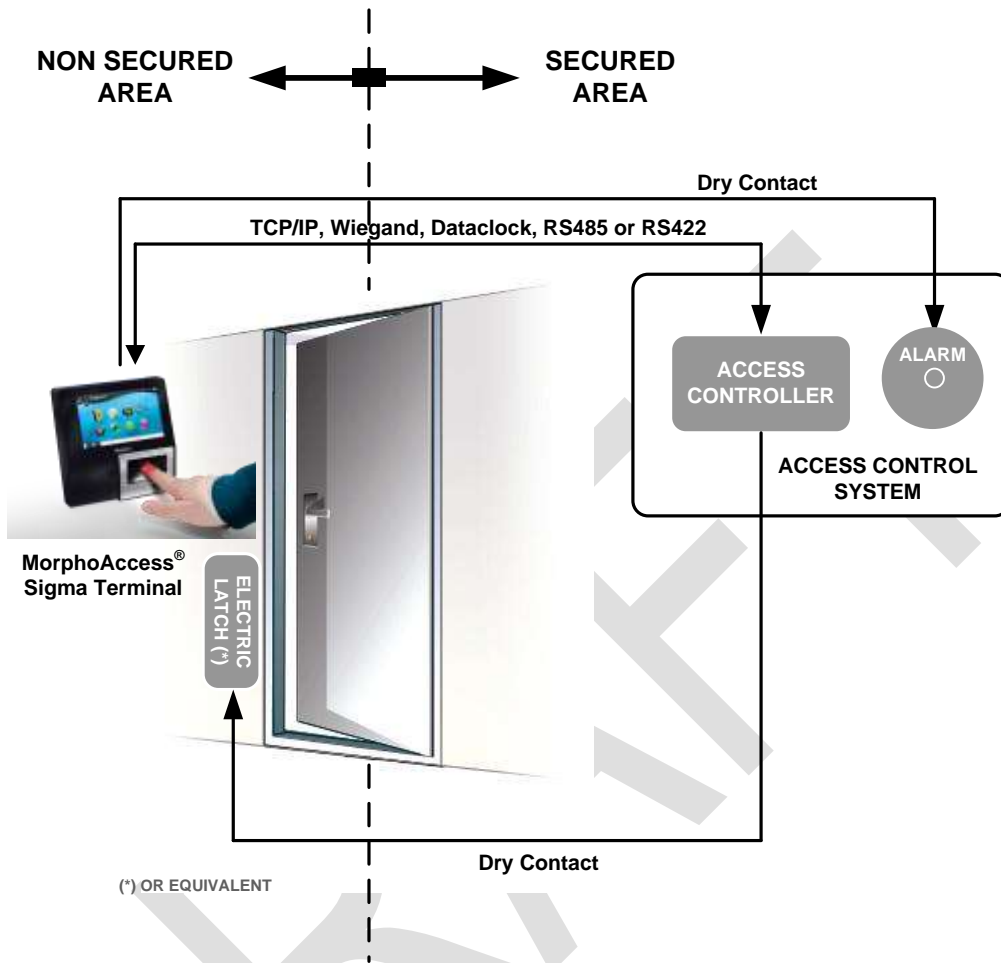 NON SECURED
AREA
SECURED
AREA
Dry Contact
TCP/IP, Wiegand, Dataclock, RS485 or RS422
ACCESS
CONTROLLER
ALARM
ACCESS CONTROL
SYSTEM
MorphoAccess®
Sigma Terminal
ELECTRIC
LATCH (*)
Dry Contact
(*) OR EQUIVALENT